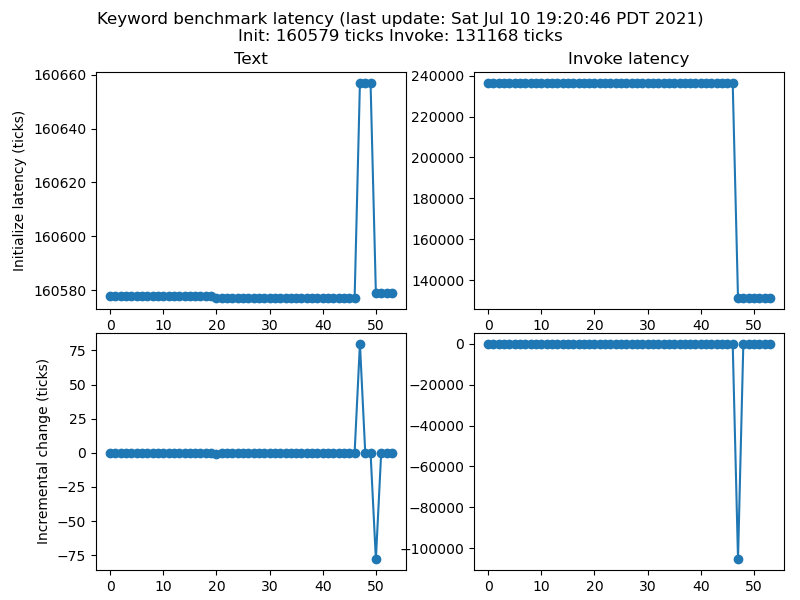 Keyword benchmark latency (last update: Sat Jul 10 19:20:46 PDT 2021)
Init: 160579 ticks Invoke: 131168 ticks
Text
Invoke latency
Initialize latency (ticks)
160660
160640
160620
160600
160580
0 10 20 30 40 50
240000
220000
200000
180000
160000
140000
0 10 20 30 40 50
Incremental change (ticks)
75
50
25
0
−25
−50
−75
0 10 20 30 40 50
0
−20000
−40000
−60000
−80000
−100000
0 10 20 30 40 50